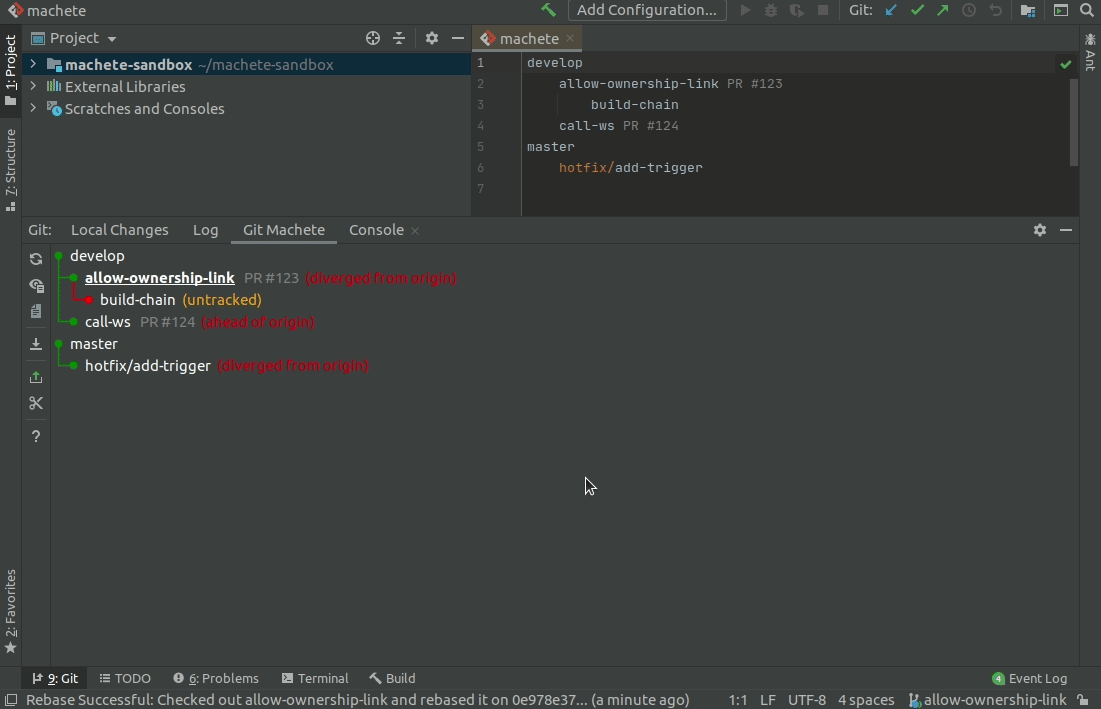 machete
Add Configuration...
Git:
1: Project
7: Structure
2: Favorites
Project
machete-sandbox ~/machete-sandbox
External Libraries
Scratches and Consoles
machete
Ant
1 develop
2 allow-ownership-link PR #123
3 build-chain
4 call-ws PR #124
5 master
6 hotfix/add-trigger
7
Git: Local Changes Log Git Machete Console
develop
allow-ownership-link PR #123 (diverged from origin)
build-chain (untracked)
call-ws PR #124 (ahead of origin)
master
hotfix/add-trigger (diverged from origin)
?
9: Git TODO 6: Problems Terminal Build 4 Event Log
Rebase Successful: Checked out allow-ownership-link and rebased it on 0e978e37... (a minute ago) 1:1 LF UTF-8 4 spaces allow-ownership-link